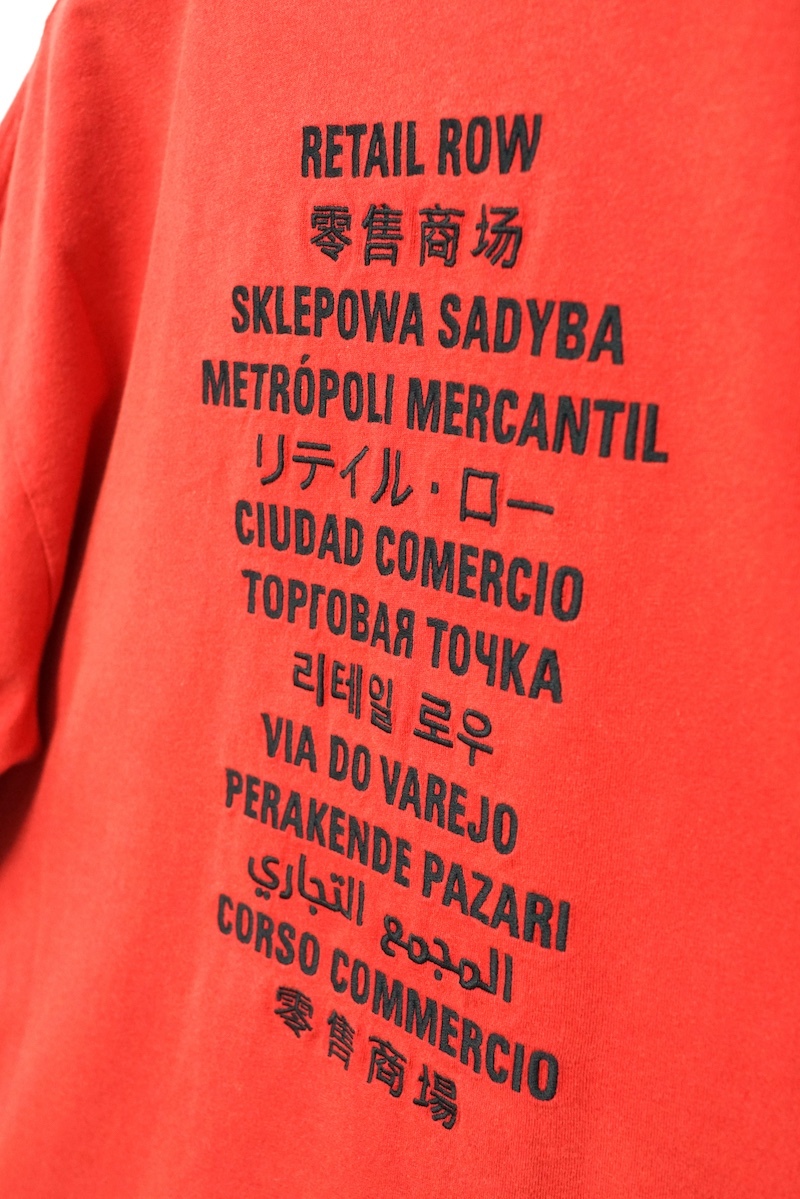 RETAIL ROW
零售商场
SKLEPOWA SADYBA
METRÓPOLI MERCANTIL
リテイル・ロー
CIUDAD COMERCIO
ТОРГОВАЯ ТОЧКА
리테일 로우
VIA DO VAREJO
PERAKENDE PAZARI
المجمع التجاري
CORSO COMMERCIO
零售商場